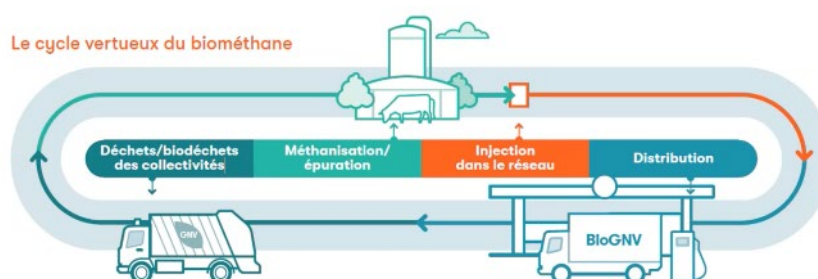 Le cycle vertueux du biométhane
Déchets/biodéchets
des collectivités
Méthanisation/
épuration
Injection
dans le réseau
Distribution
GNV
BioGNV